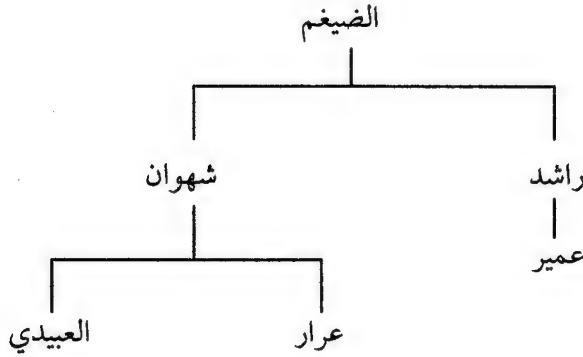 الضيغم
راشد
شهوان
عمير
عرار
العبيدي